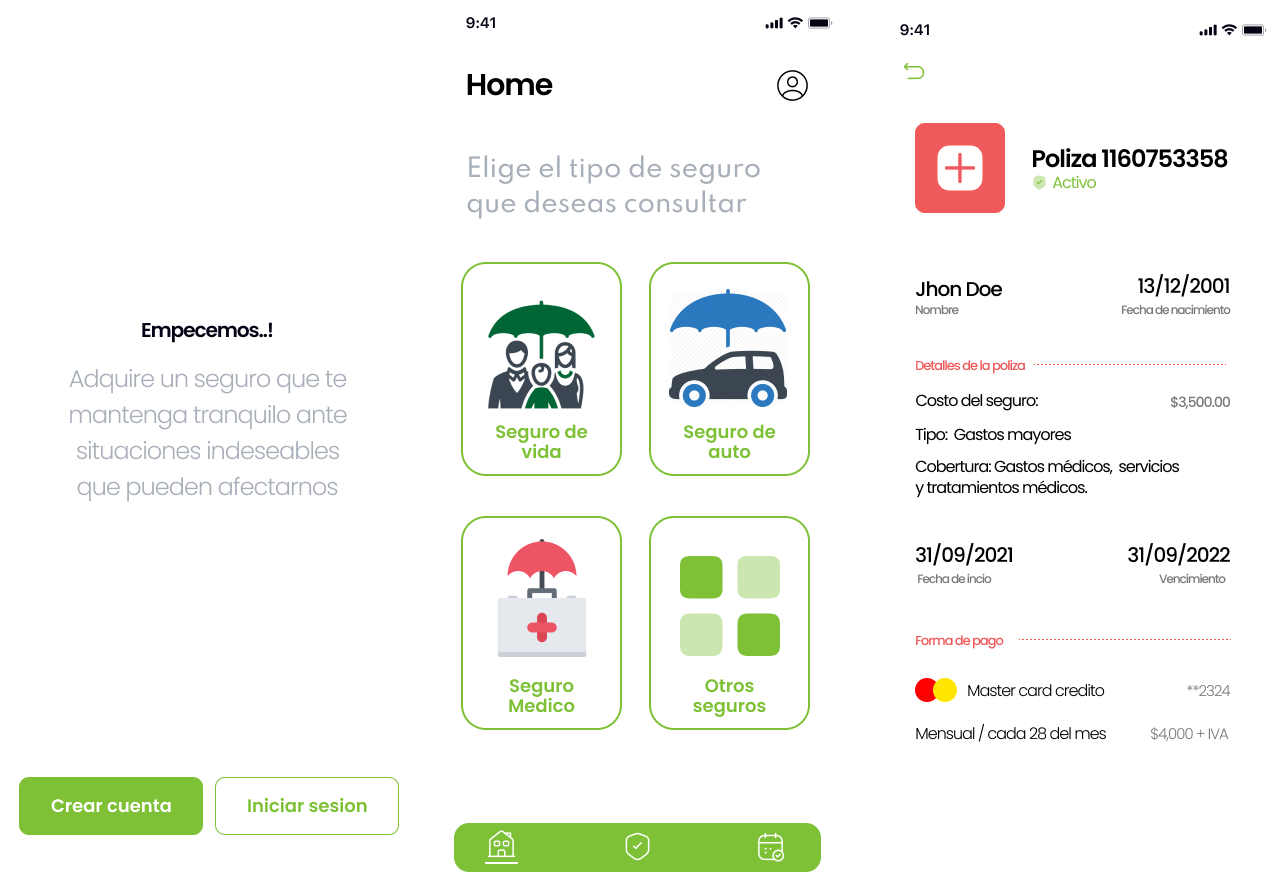 Empecemos..!
Adquire un seguro que te
mantenga tranquilo ante
situaciones indeseables
que pueden afectarnos
Crear cuenta
Iniciar sesion
9:41
Home
Elige el tipo de seguro
que deseas consultar
Seguro de
vida
Seguro de
auto
Seguro
Medico
Otros
seguros
9:41
Poliza 1160753358
Activo
Jhon Doe
13/12/2001
Nombre
Fecha de nacimiento
Detalles de la poliza
Costo del seguro:
$3,500.00
Tipo: Gastos mayores
Cobertura: Gastos médicos, servicios
y tratamientos médicos.
31/09/2021
31/09/2022
Fecha de incio
Vencimiento
Forma de pago
Master card credito
**2324
Mensual / cada 28 del mes
$4,000 + IVA